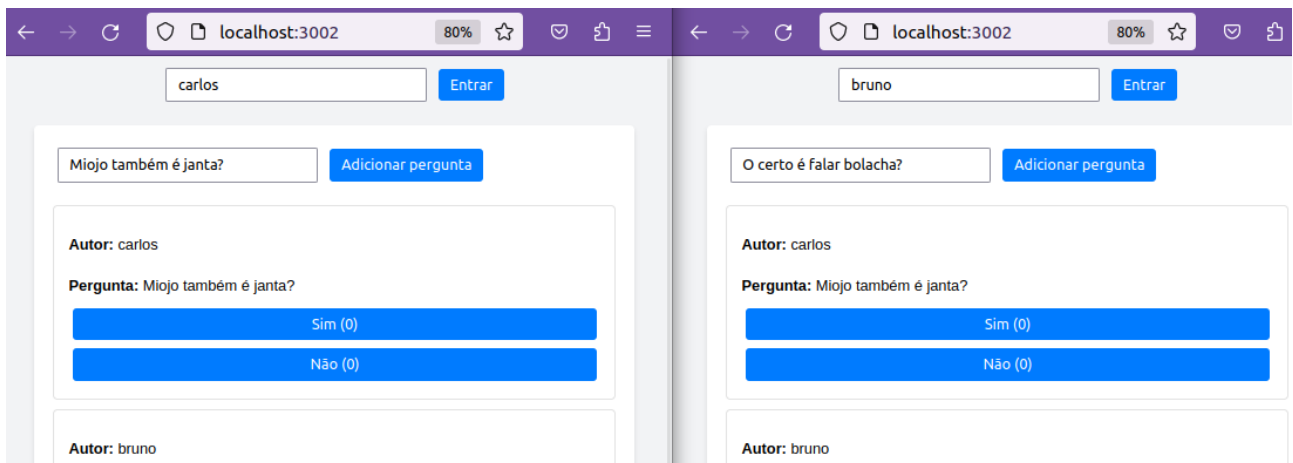 localhost:3002 80%
carlos Entrar
Miojo também é janta? Adicionar pergunta
Autor: carlos
Pergunta: Miojo também é janta?
Sim (0)
Não (0)
Autor: bruno
localhost:3002 80%
bruno Entrar
O certo é falar bolacha? Adicionar pergunta
Autor: carlos
Pergunta: Miojo também é janta?
Sim (0)
Não (0)
Autor: bruno